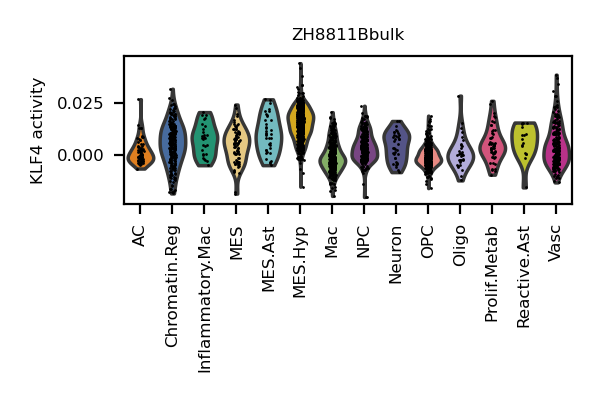 ZH8811Bbulk
KLF4 activity
0.025
0.000
AC
Chromatin.Reg
Inflammatory.Mac
MES
MES.Ast
MES.Hyp
Mac
NPC
Neuron
OPC
Oligo
Prolif.Metab
Reactive.Ast
Vasc